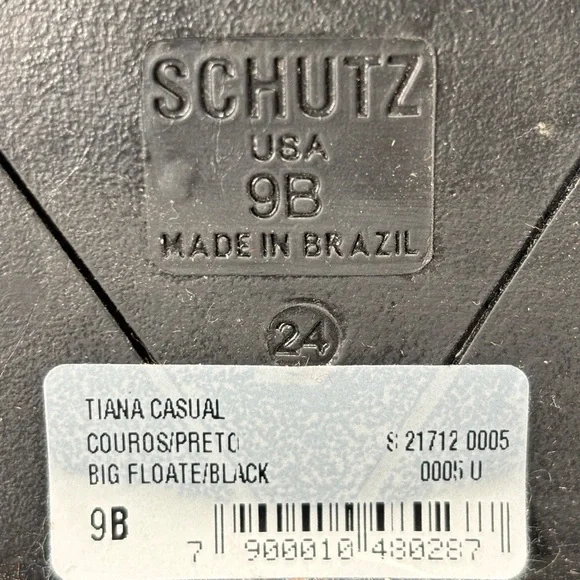 SCHUTZ
USA
9B
MADE IN BRAZIL
24
TIANA CASUAL
COUROS/PRETO S 21712 0005
BIG FLOATE/BLACK 0005 U
9B
7 900010 480287